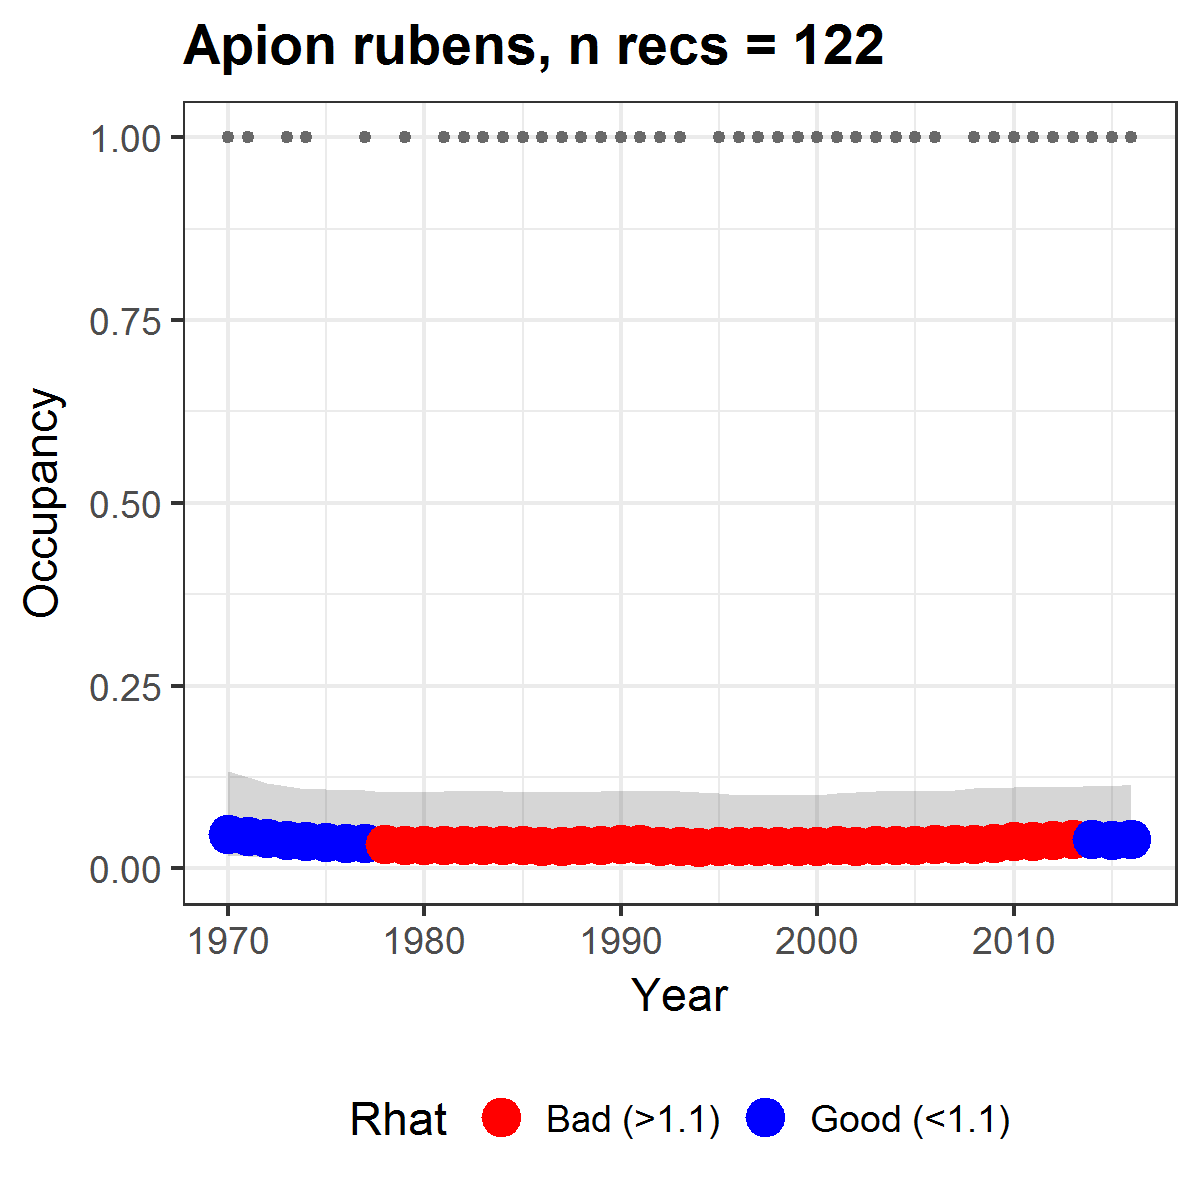 Apion rubens, n recs = 122
1.00
0.75
0.50
0.25
0.00
Occupancy
1970 1980 1990 2000 2010
Year
Rhat Bad (>1.1) Good (<1.1)